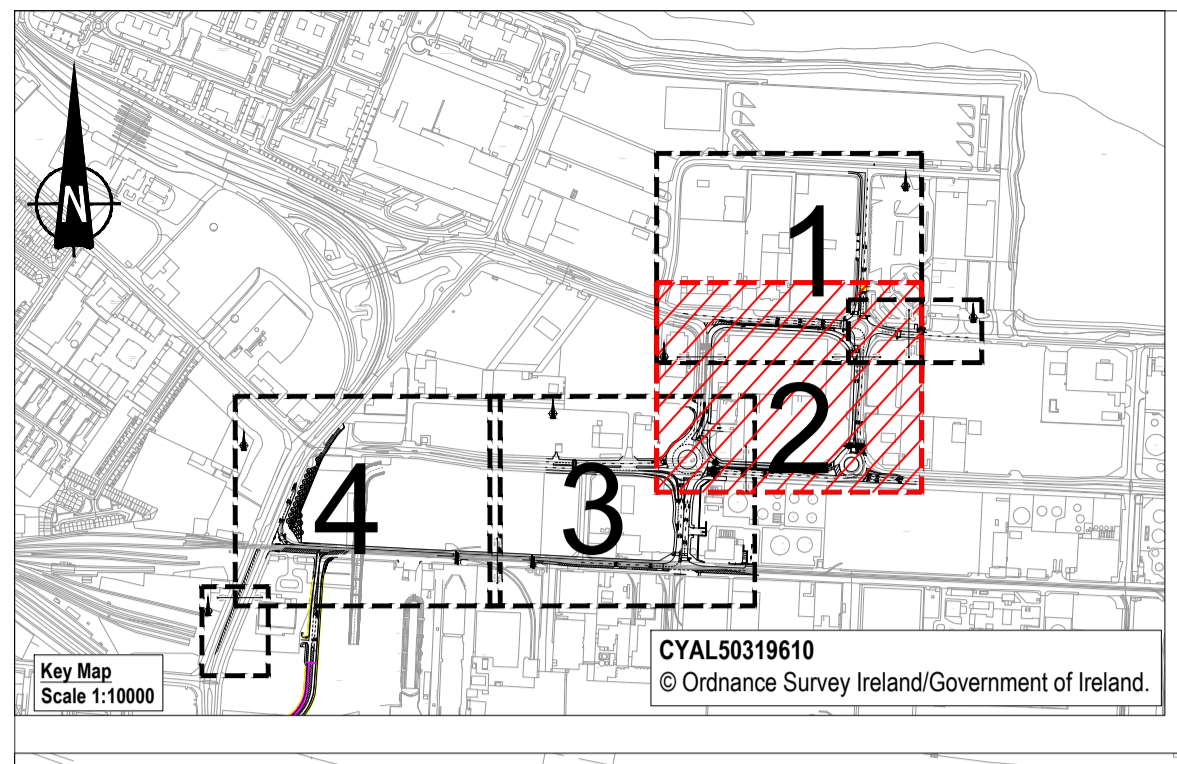 N
1
2
3
4
Key Map
Scale 1:10000
CYAL50319610
© Ordnance Survey Ireland/Government of Ireland.